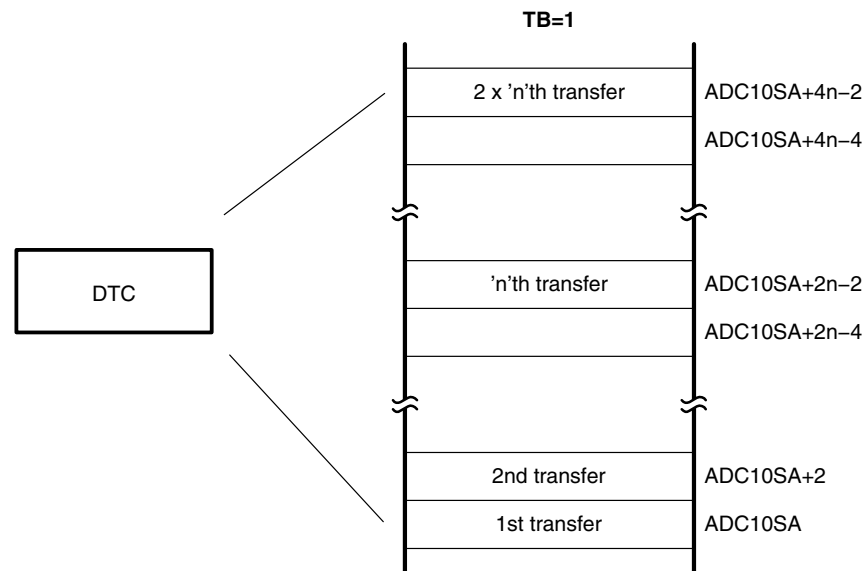 TB=1
2 x ’n’th transfer ADC10SA+4n−2
ADC10SA+4n−4
DTC
’n’th transfer ADC10SA+2n−2
ADC10SA+2n−4
2nd transfer ADC10SA+2
1st transfer ADC10SA